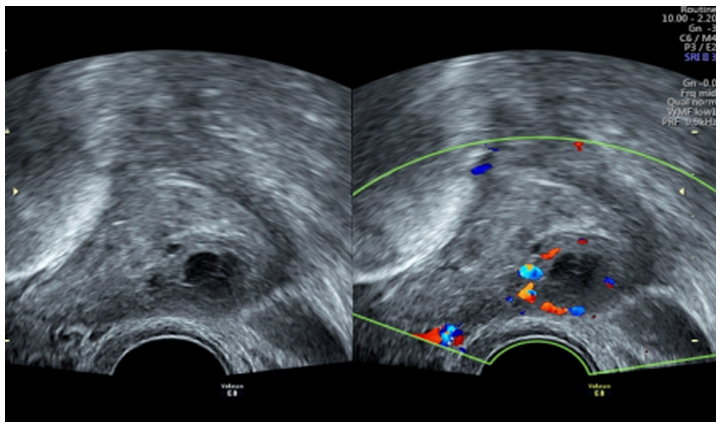 Routine
10.00 - 2.20
Gn -3
C6 / M4
P3 / E2
SRI II 3
Gn -0.0
Frq mid
Qual norm
WMF low1
PRF 0.9kHz
Voluson
E8
Voluson
E8